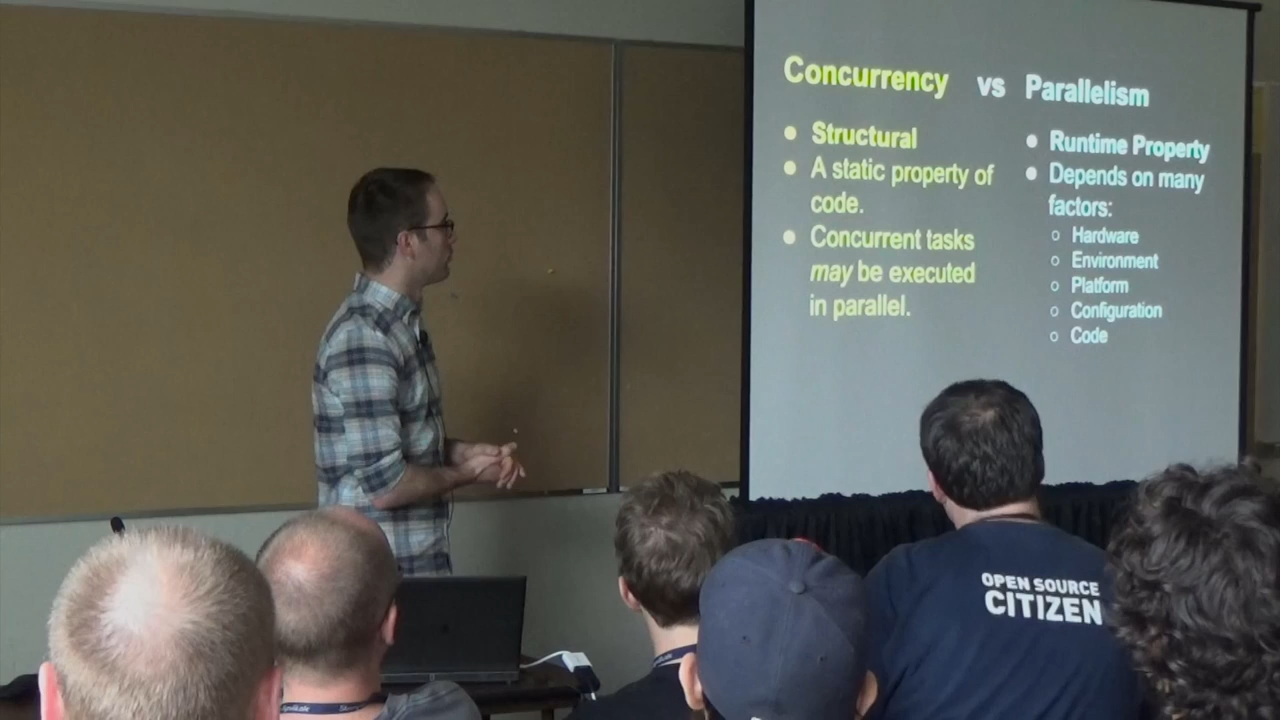 Concurrency vs Parallelism
Structural
A static property of
code.
Concurrent tasks
may be executed
in parallel.
Runtime Property
Depends on many
factors:
Hardware
Environment
Platform
Configuration
Code
OPEN SOURCE
CITIZEN